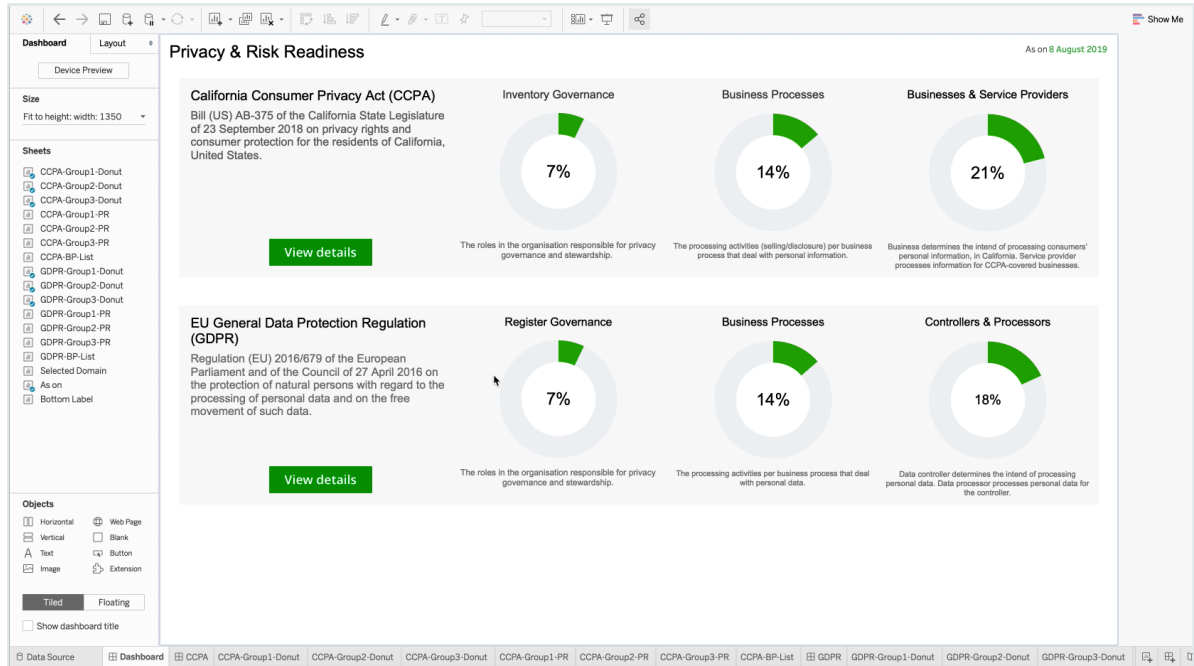 Show Me
Dashboard
Layout
Device Preview
Size
Fit to height: width: 1350
Sheets
CCPA-Group1-Donut
CCPA-Group2-Donut
CCPA-Group3-Donut
CCPA-Group1-PR
CCPA-Group2-PR
CCPA-Group3-PR
CCPA-BP-List
GDPR-Group1-Donut
GDPR-Group2-Donut
GDPR-Group3-Donut
GDPR-Group1-PR
GDPR-Group2-PR
GDPR-Group3-PR
GDPR-BP-List
Selected Domain
As on
Bottom Label
Objects
Horizontal
Web Page
Vertical
Blank
Text
Button
Image
Extension
Tiled
Floating
Show dashboard title
Privacy & Risk Readiness
As on 8 August 2019
California Consumer Privacy Act (CCPA)
Bill (US) AB-375 of the California State Legislature
of 23 September 2018 on privacy rights and
consumer protection for the residents of California,
United States.
View details
Inventory Governance
7%
The roles in the organisation responsible for privacy
governance and stewardship.
Business Processes
14%
The processing activities (selling/disclosure) per business
process that deal with personal information.
Businesses & Service Providers
21%
Business determines the intend of processing consumers'
personal information, in California. Service provider
processes information for CCPA-covered businesses.
EU General Data Protection Regulation
(GDPR)
Regulation (EU) 2016/679 of the European
Parliament and of the Council of 27 April 2016 on
the protection of natural persons with regard to the
processing of personal data and on the free
movement of such data.
View details
Register Governance
7%
The roles in the organisation responsible for privacy
governance and stewardship.
Business Processes
14%
The processing activities per business process that deal
with personal data.
Controllers & Processors
18%
Data controller determines the intend of processing
personal data. Data processor processes personal data for
the controller.
Data Source
Dashboard
CCPA
CCPA-Group1-Donut
CCPA-Group2-Donut
CCPA-Group3-Donut
CCPA-Group1-PR
CCPA-Group2-PR
CCPA-Group3-PR
CCPA-BP-List
GDPR
GDPR-Group1-Donut
GDPR-Group2-Donut
GDPR-Group3-Donut